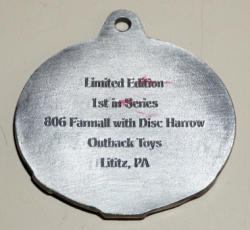 Limited Edition
1st in Series
806 Farmall with Disc Harrow
Outback Toys
Lititz, PA